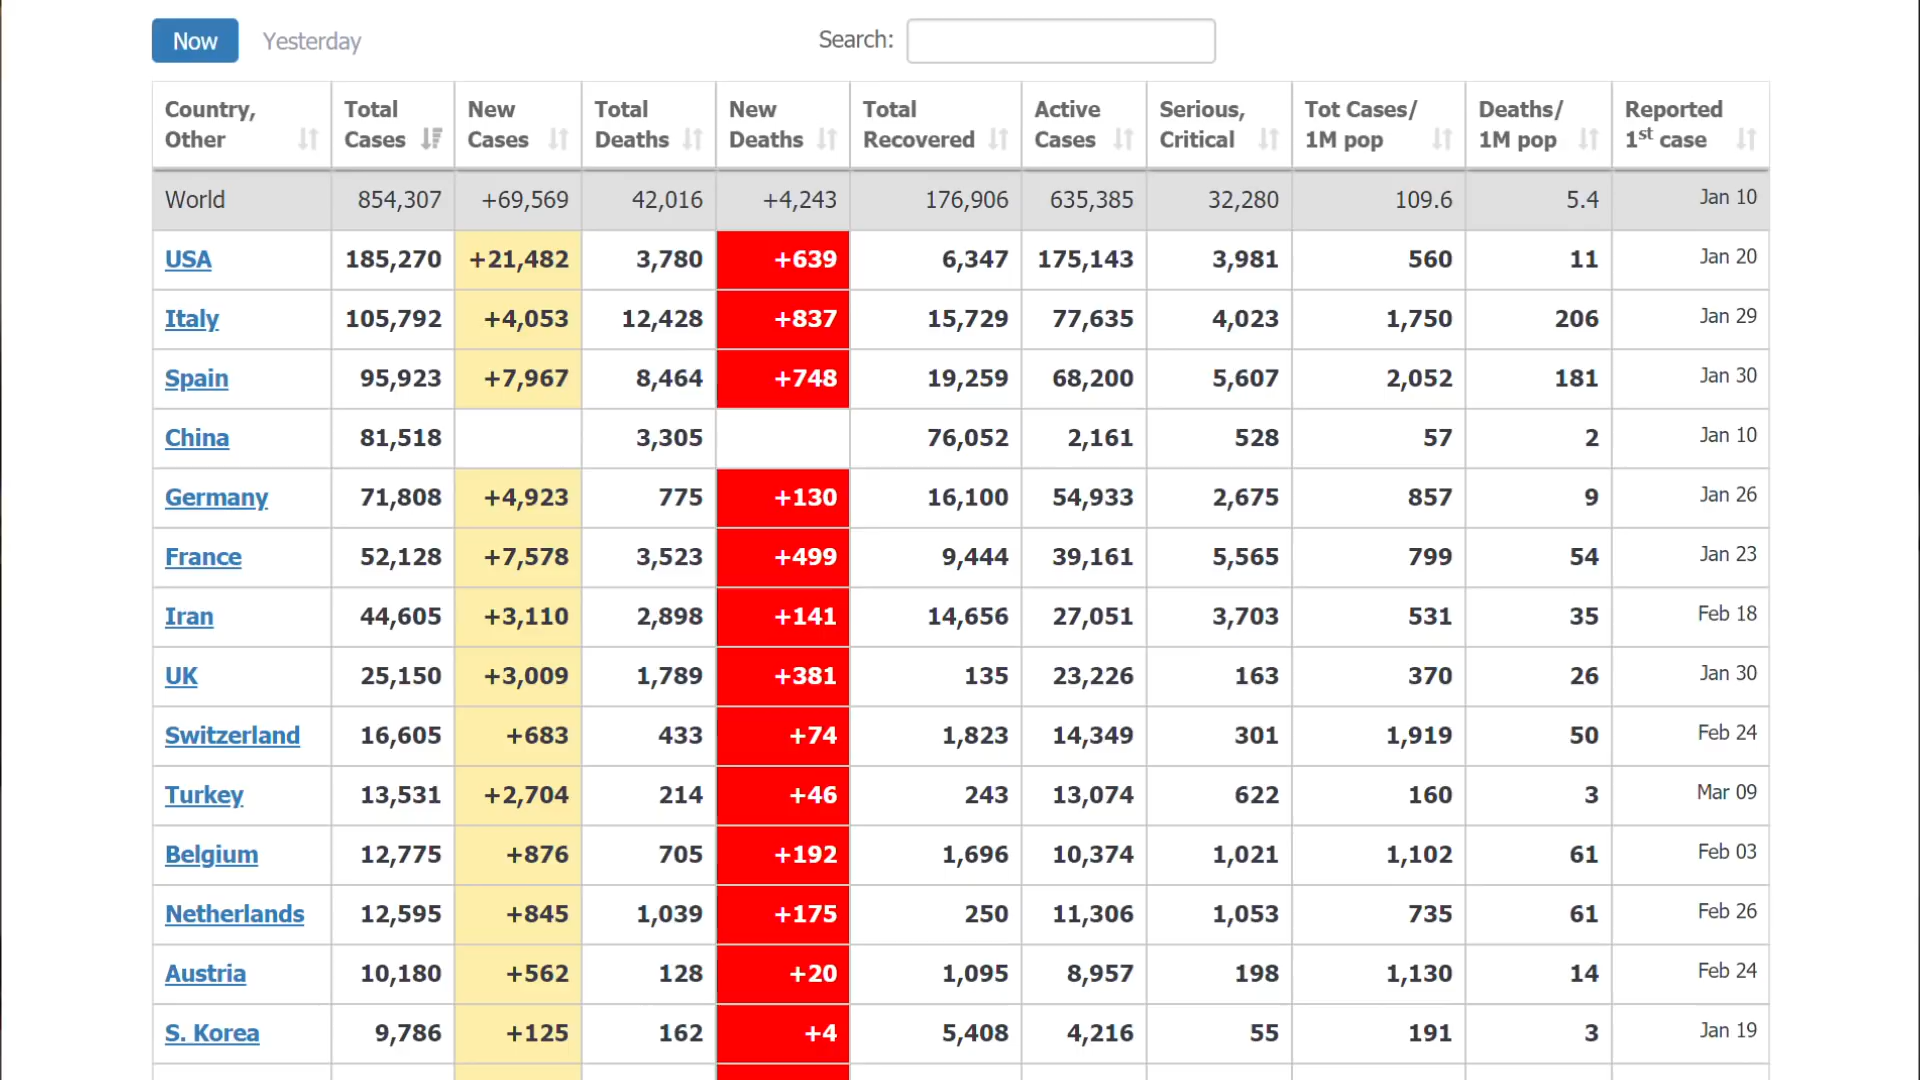 Now Yesterday Search:
Country, Other Total Cases New Cases Total Deaths New Deaths Total Recovered Active Cases Serious, Critical Tot Cases/ 1M pop Deaths/ 1M pop Reported 1st case
World 854,307 +69,569 42,016 +4,243 176,906 635,385 32,280 109.6 5.4 Jan 10
USA 185,270 +21,482 3,780 +639 6,347 175,143 3,981 560 11 Jan 20
Italy 105,792 +4,053 12,428 +837 15,729 77,635 4,023 1,750 206 Jan 29
Spain 95,923 +7,967 8,464 +748 19,259 68,200 5,607 2,052 181 Jan 30
China 81,518 3,305 76,052 2,161 528 57 2 Jan 10
Germany 71,808 +4,923 775 +130 16,100 54,933 2,675 857 9 Jan 26
France 52,128 +7,578 3,523 +499 9,444 39,161 5,565 799 54 Jan 23
Iran 44,605 +3,110 2,898 +141 14,656 27,051 3,703 531 35 Feb 18
UK 25,150 +3,009 1,789 +381 135 23,226 163 370 26 Jan 30
Switzerland 16,605 +683 433 +74 1,823 14,349 301 1,919 50 Feb 24
Turkey 13,531 +2,704 214 +46 243 13,074 622 160 3 Mar 09
Belgium 12,775 +876 705 +192 1,696 10,374 1,021 1,102 61 Feb 03
Netherlands 12,595 +845 1,039 +175 250 11,306 1,053 735 61 Feb 26
Austria 10,180 +562 128 +20 1,095 8,957 198 1,130 14 Feb 24
S. Korea 9,786 +125 162 +4 5,408 4,216 55 191 3 Jan 19